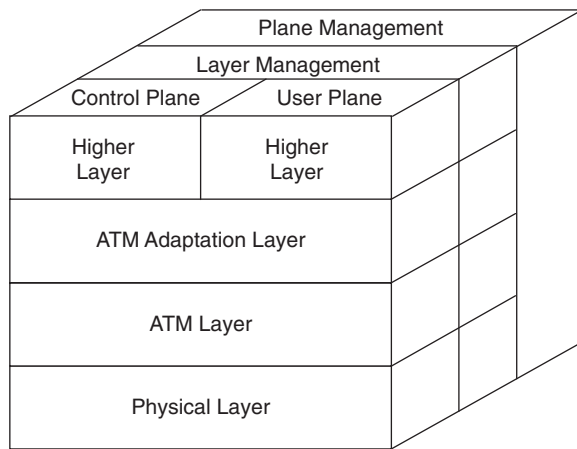 Plane Management
Layer Management
Control Plane
User Plane
Higher
Layer
Higher
Layer
ATM Adaptation Layer
ATM Layer
Physical Layer